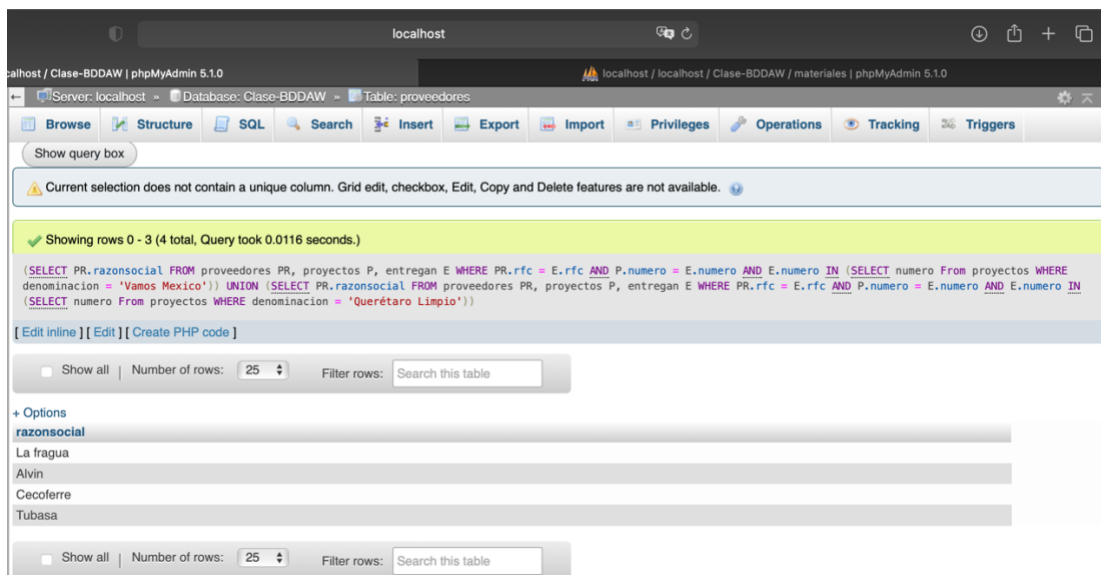 localhost
calhost / Clase-BDDAW | phpMyAdmin 5.1.0
localhost / localhost / Clase-BDDAW / materiales | phpMyAdmin 5.1.0
Server: localhost » Database: Clase-BDDAW » Table: proveedores
Browse Structure SQL Search Insert Export Import Privileges Operations Tracking Triggers
Show query box
Current selection does not contain a unique column. Grid edit, checkbox, Edit, Copy and Delete features are not available.
Showing rows 0 - 3 (4 total, Query took 0.0116 seconds.)
(SELECT PR.razonsocial FROM proveedores PR, proyectos P, entregan E WHERE PR.rfc = E.rfc AND P.numero = E.numero AND E.numero IN (SELECT numero From proyectos WHERE
denominacion = 'Vamos Mexico')) UNION (SELECT PR.razonsocial FROM proveedores PR, proyectos P, entregan E WHERE PR.rfc = E.rfc AND P.numero = E.numero AND E.numero IN
(SELECT numero From proyectos WHERE denominacion = 'Querétaro Limpio'))
[ Edit inline ] [ Edit ] [ Create PHP code ]
Show all | Number of rows: 25 Filter rows: Search this table
+ Options
razonsocial
La fragua
Alvin
Cecoferre
Tubasa
Show all | Number of rows: 25 Filter rows: Search this table